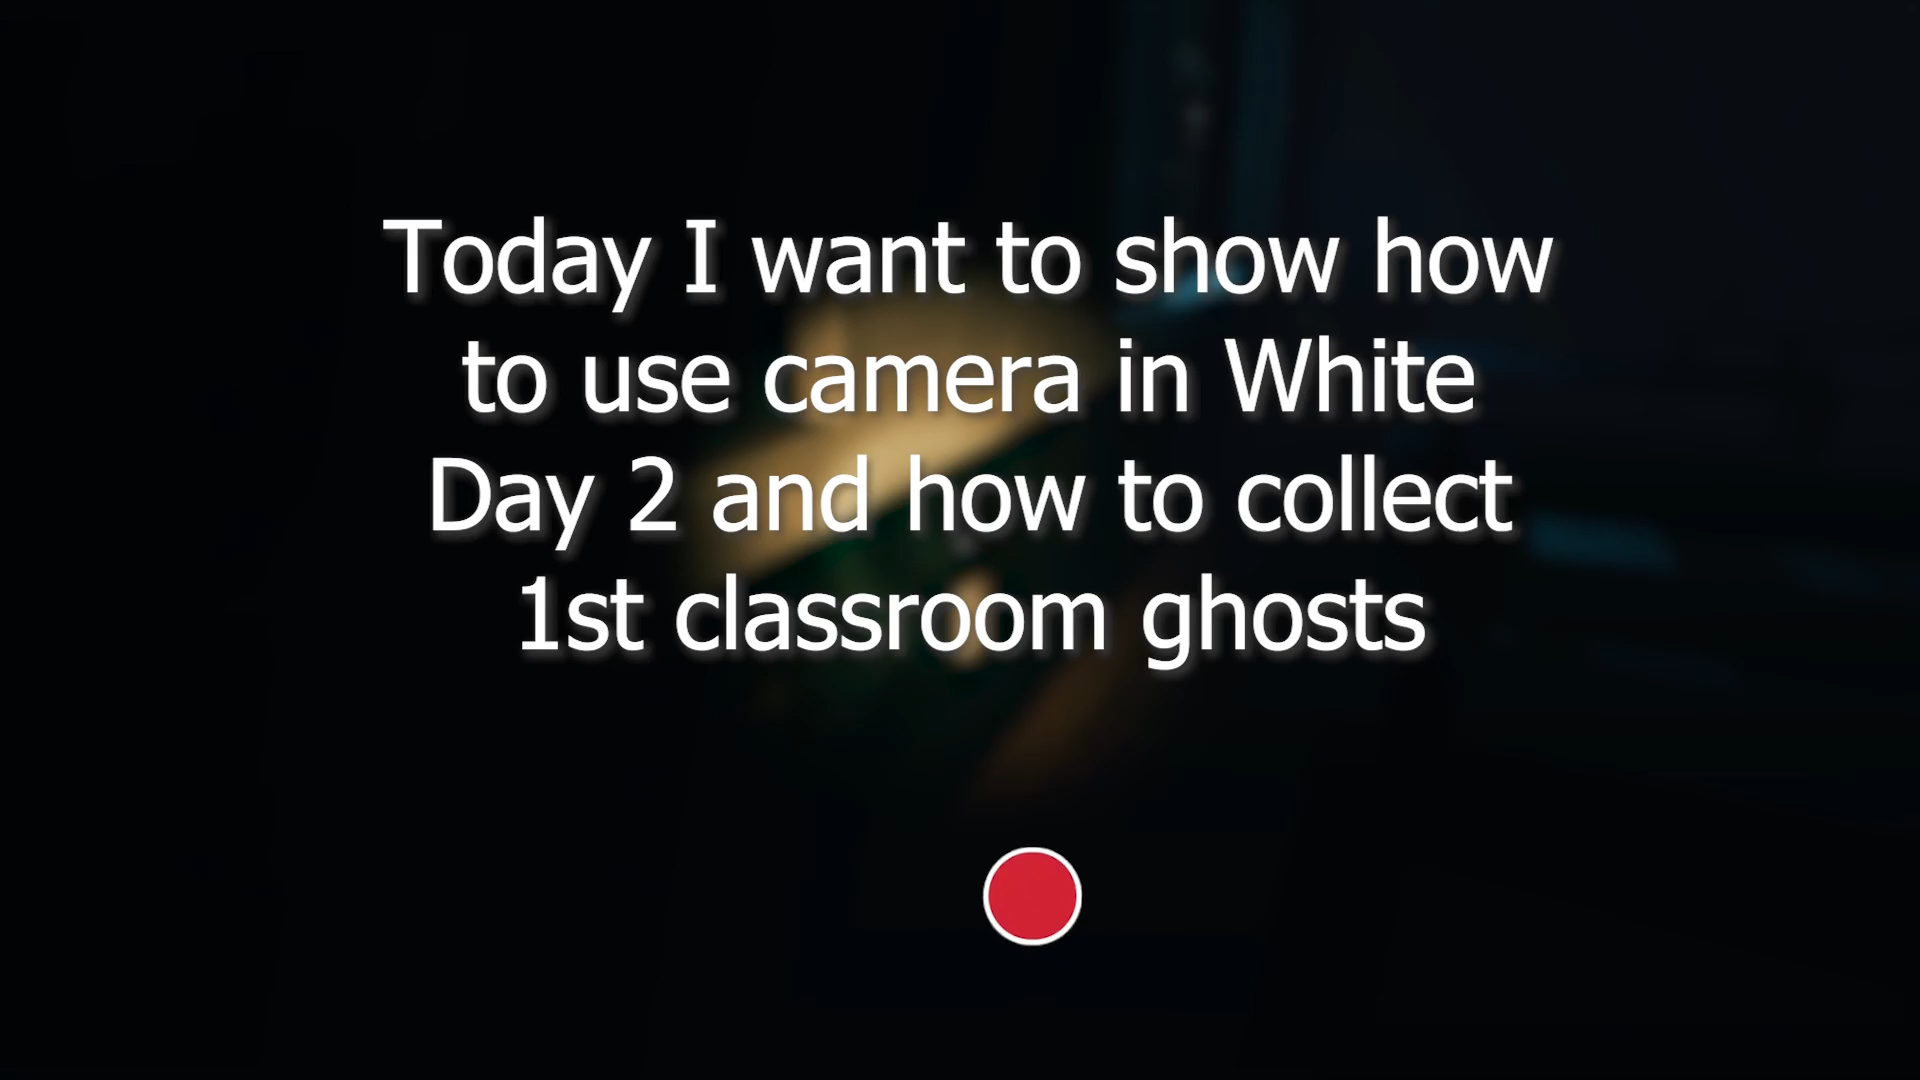 Today I want to show how
to use camera in White
Day 2 and how to collect
1st classroom ghosts